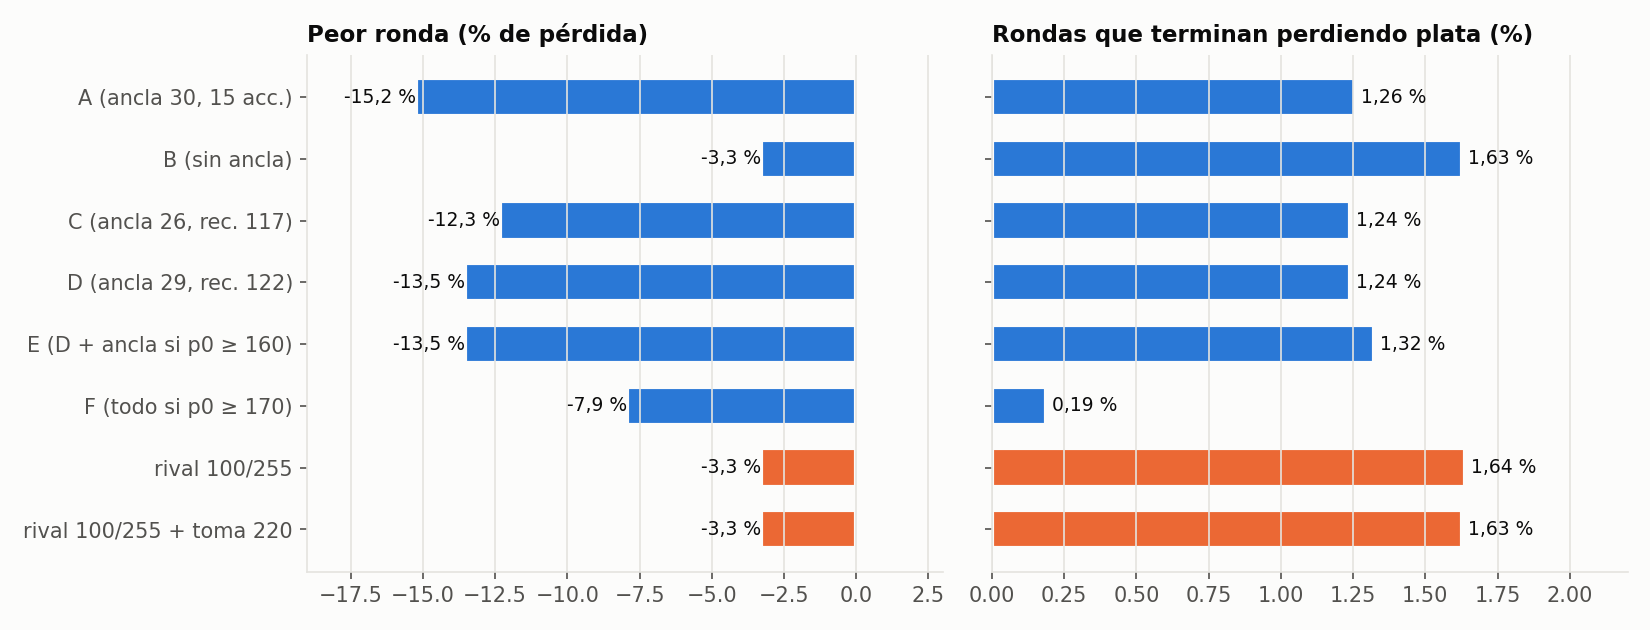 Peor ronda (% de pérdida)
A (ancla 30, 15 acc.)
-15,2 %
B (sin ancla)
-3,3 %
C (ancla 26, rec. 117)
-12,3 %
D (ancla 29, rec. 122)
-13,5 %
E (D + ancla si p0 ≥ 160)
-13,5 %
F (todo si p0 ≥ 170)
-7,9 %
rival 100/255
-3,3 %
rival 100/255 + toma 220
-3,3 %
−17.5 −15.0 −12.5 −10.0 −7.5 −5.0 −2.5 0.0 2.5
Rondas que terminan perdiendo plata (%)
1,26 %
1,63 %
1,24 %
1,24 %
1,32 %
0,19 %
1,64 %
1,63 %
0.00 0.25 0.50 0.75 1.00 1.25 1.50 1.75 2.00